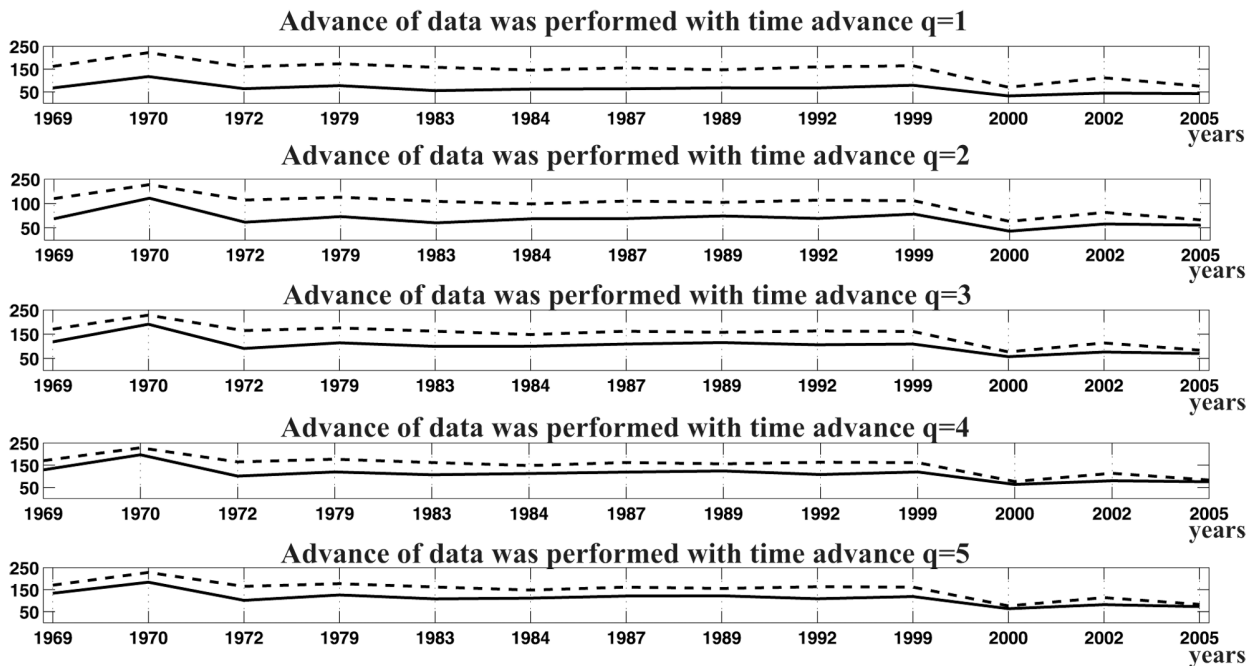 Advance of data was performed with time advance q=1
250
150
50
1969 1970 1972 1979 1983 1984 1987 1989 1992 1999 2000 2002 2005
years
Advance of data was performed with time advance q=2
250
100
50
1969 1970 1972 1979 1983 1984 1987 1989 1992 1999 2000 2002 2005
years
Advance of data was performed with time advance q=3
250
150
50
1969 1970 1972 1979 1983 1984 1987 1989 1992 1999 2000 2002 2005
years
Advance of data was performed with time advance q=4
250
150
50
1969 1970 1972 1979 1983 1984 1987 1989 1992 1999 2000 2002 2005
years
Advance of data was performed with time advance q=5
250
150
50
1969 1970 1972 1979 1983 1984 1987 1989 1992 1999 2000 2002 2005
years